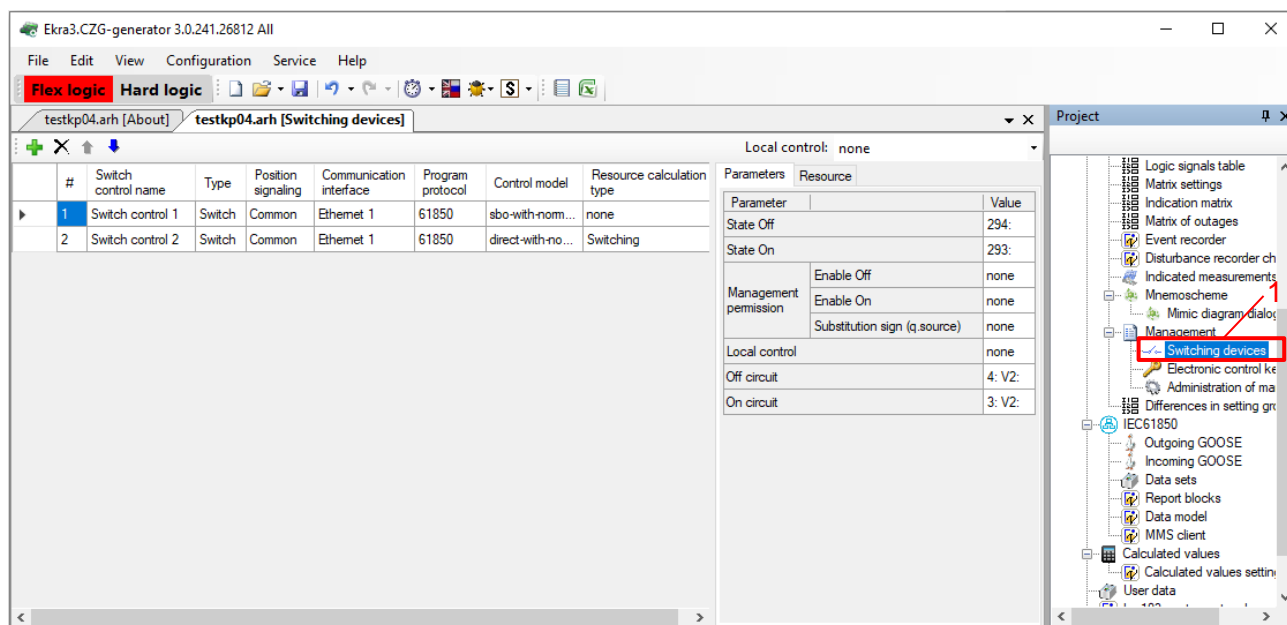 Ekra3.CZG-generator 3.0.241.26812 All
File Edit View Configuration Service Help
Flex logic Hard logic
testkp04.arh [About] testkp04.arh [Switching devices]
Local control: none
# Switch control name Type Position signaling Communication interface Program protocol Control model Resource calculation type
1 Switch control 1 Switch Common Ethernet 1 61850 sbo-with-norm... none
2 Switch control 2 Switch Common Ethernet 1 61850 direct-with-no... Switching
Parameters Resource
Parameter Value
State Off 294:
State On 293:
Management permission
Enable Off none
Enable On none
Substitution sign (q.source) none
Local control none
Off circuit 4: V2:
On circuit 3: V2:
Project
Logic signals table
Matrix settings
Indication matrix
Matrix of outages
Event recorder
Disturbance recorder ch
Indicated measurements
Mnemoscheme
1
Mimic diagram dialog
Management
Switching devices
Electronic control ke
Administration of ma
Differences in setting gro
IEC61850
Outgoing GOOSE
Incoming GOOSE
Data sets
Report blocks
Data model
MMS client
Calculated values
Calculated values setting
User data